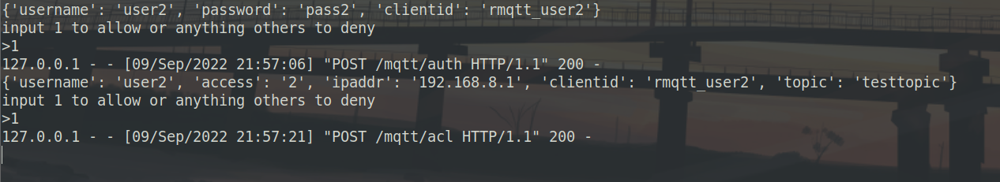 {'username': 'user2', 'password': 'pass2', 'clientid': 'rmqtt_user2'}
input 1 to allow or anything others to deny
>1
127.0.0.1 - - [09/Sep/2022 21:57:06] "POST /mqtt/auth HTTP/1.1" 200 -
{'username': 'user2', 'access': '2', 'ipaddr': '192.168.8.1', 'clientid': 'rmqtt_user2', 'topic': 'testtopic'}
input 1 to allow or anything others to deny
>1
127.0.0.1 - - [09/Sep/2022 21:57:21] "POST /mqtt/acl HTTP/1.1" 200 -